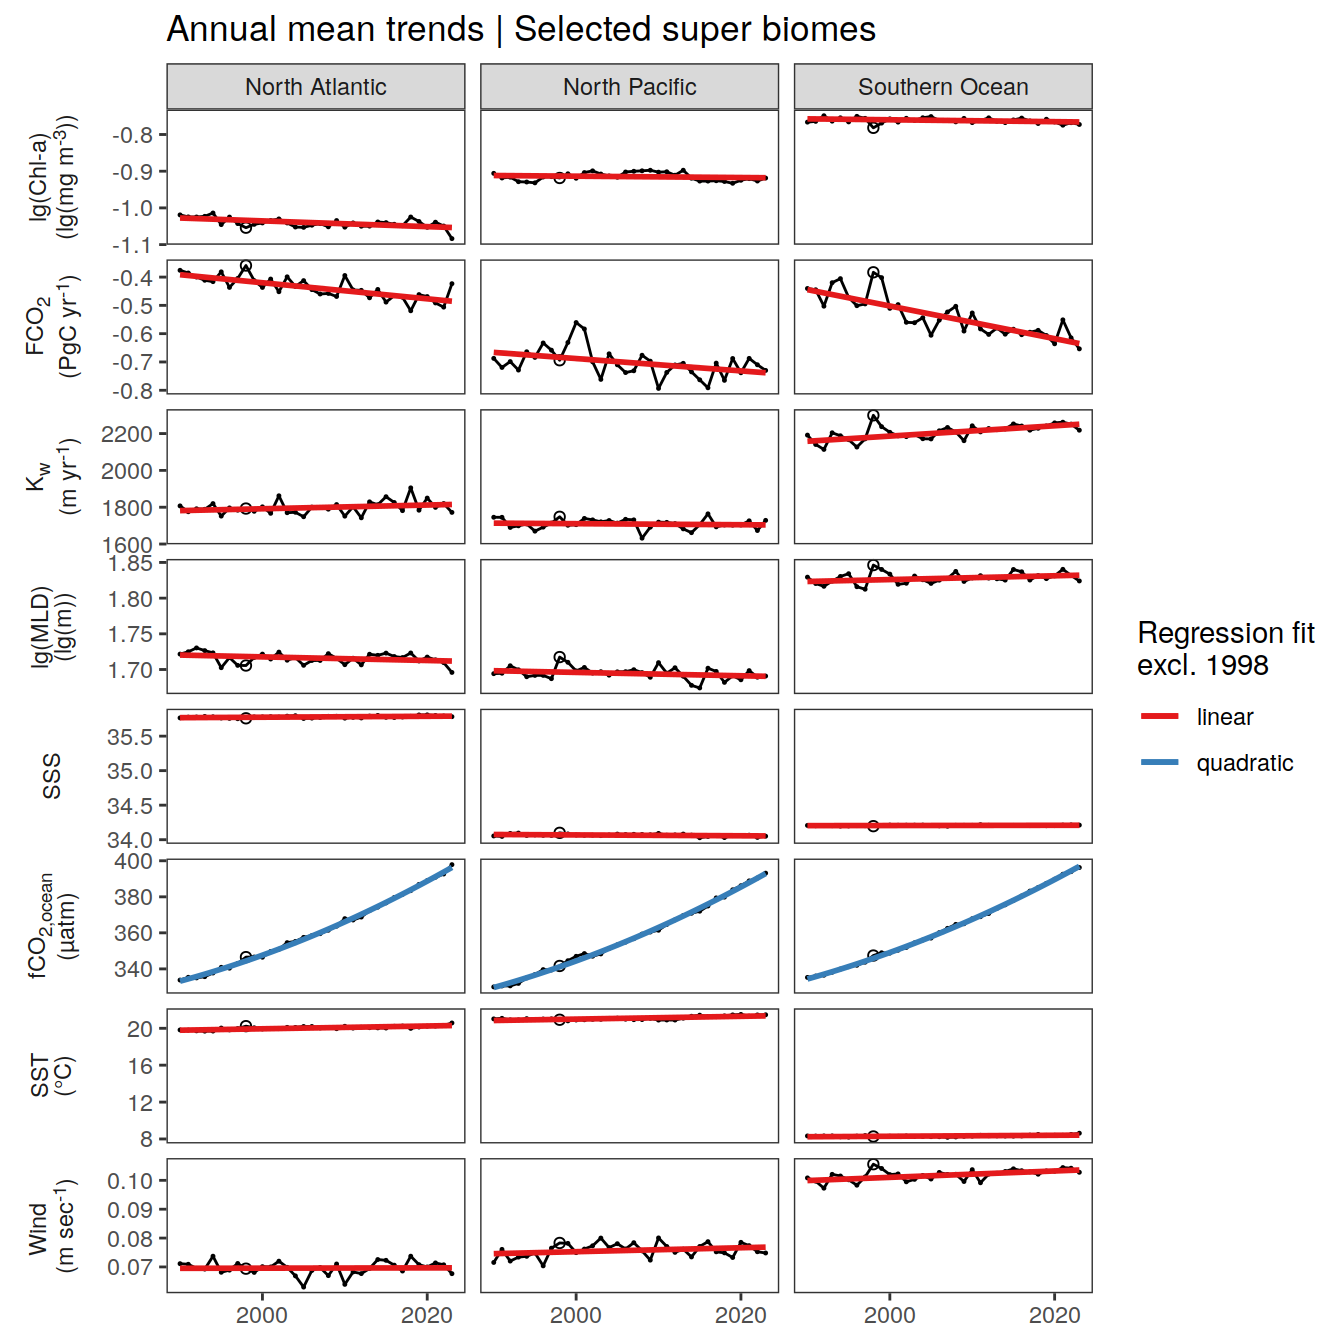 Annual mean trends | Selected super biomes
North Atlantic
North Pacific
Southern Ocean
lg(Chl-a)
(lg(mg m⁻³))
-0.8
-0.9
-1.0
-1.1
FCO₂
(PgC yr⁻¹)
-0.4
-0.5
-0.6
-0.7
-0.8
Kw
(m yr⁻¹)
2200
2000
1800
1600
lg(MLD)
(lg(m))
1.85
1.80
1.75
1.70
SSS
35.5
35.0
34.5
34.0
fCO2,ocean
(µatm)
400
380
360
340
SST
(°C)
20
16
12
8
Wind
(m sec⁻¹)
0.10
0.09
0.08
0.07
2000 2020
2000 2020
2000 2020
Regression fit
excl. 1998
linear
quadratic